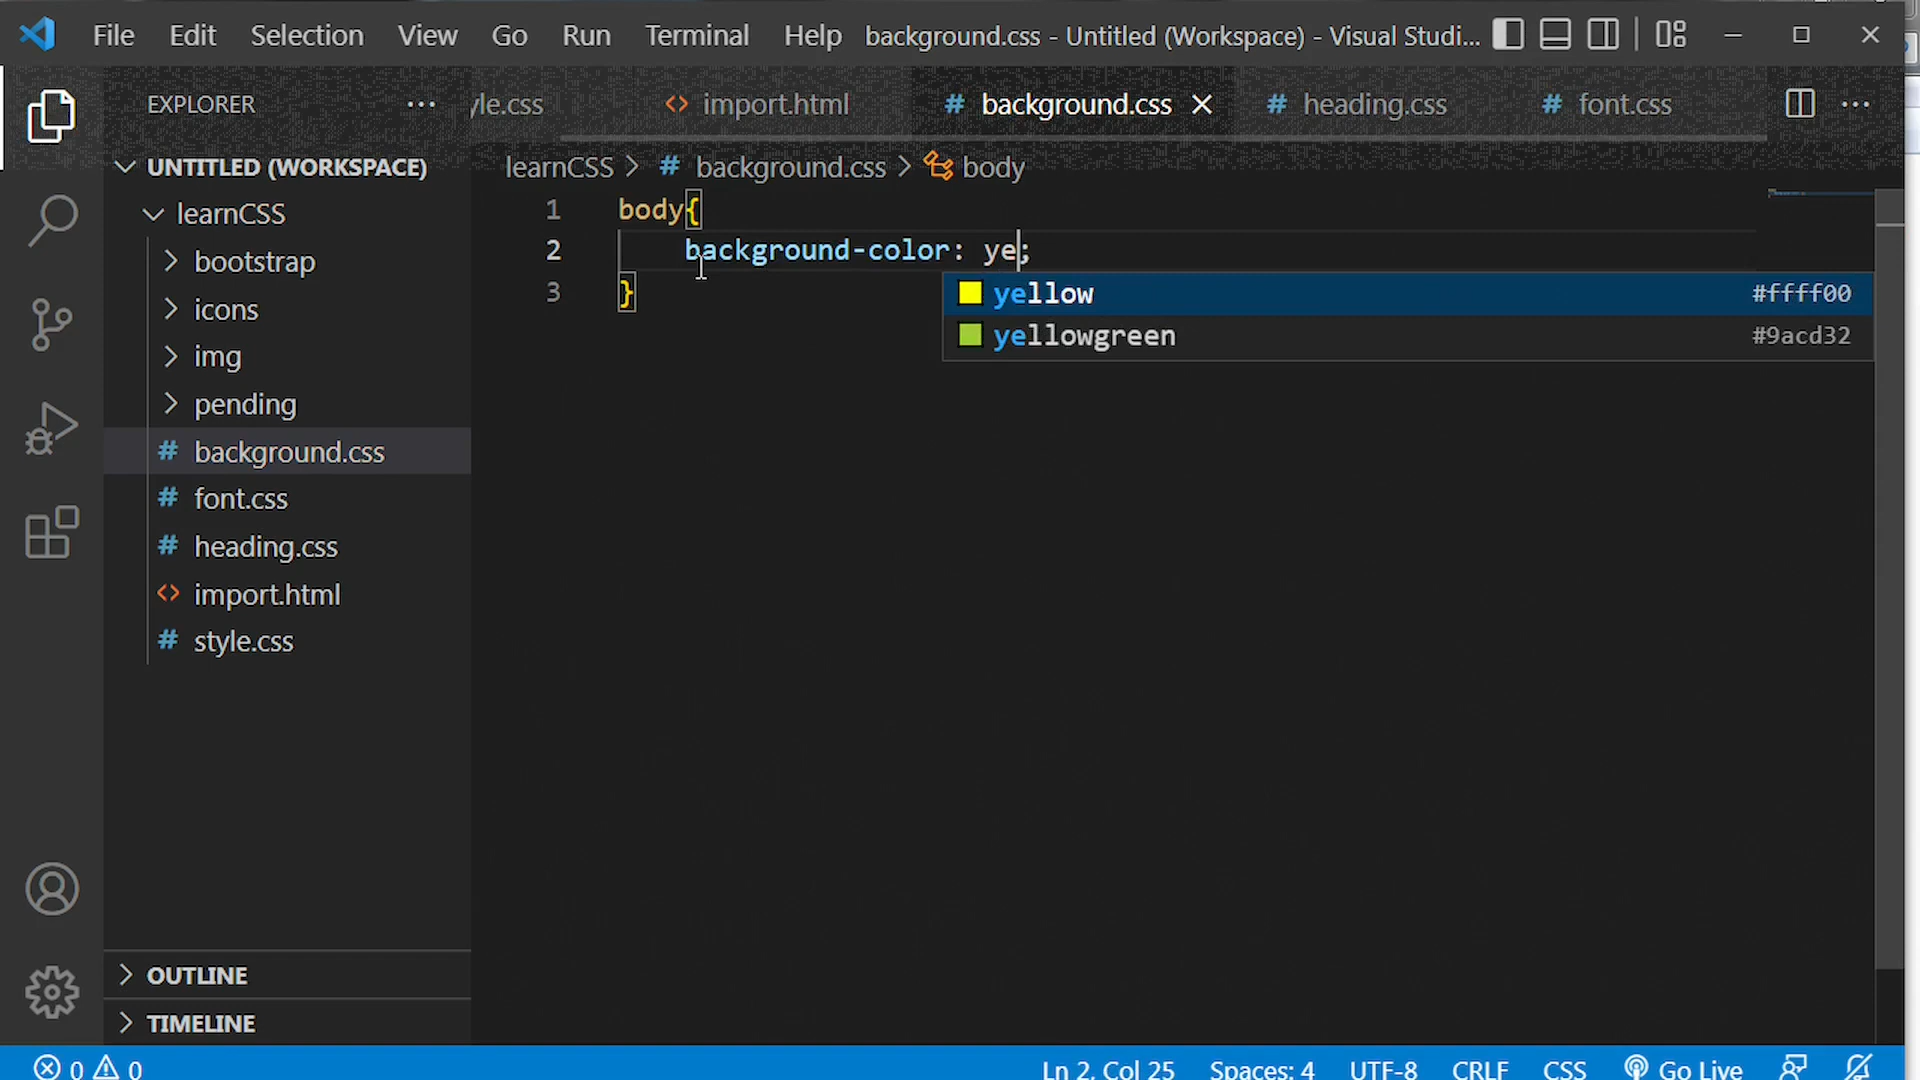 File Edit Selection View Go Run Terminal Help background.css - Untitled (Workspace) - Visual Studi...
EXPLORER ... yle.css <> import.html # background.css # heading.css # font.css ...
UNTITLED (WORKSPACE)
learnCSS > # background.css > body
learnCSS
bootstrap
icons
img
pending
# background.css
# font.css
# heading.css
<> import.html
# style.css
OUTLINE
TIMELINE
1 body{
2 background-color: ye;
3 }
yellow #ffff00
yellowgreen #9acd32
0 0 Ln 2, Col 25 Spaces: 4 UTF-8 CRLF CSS Go Live